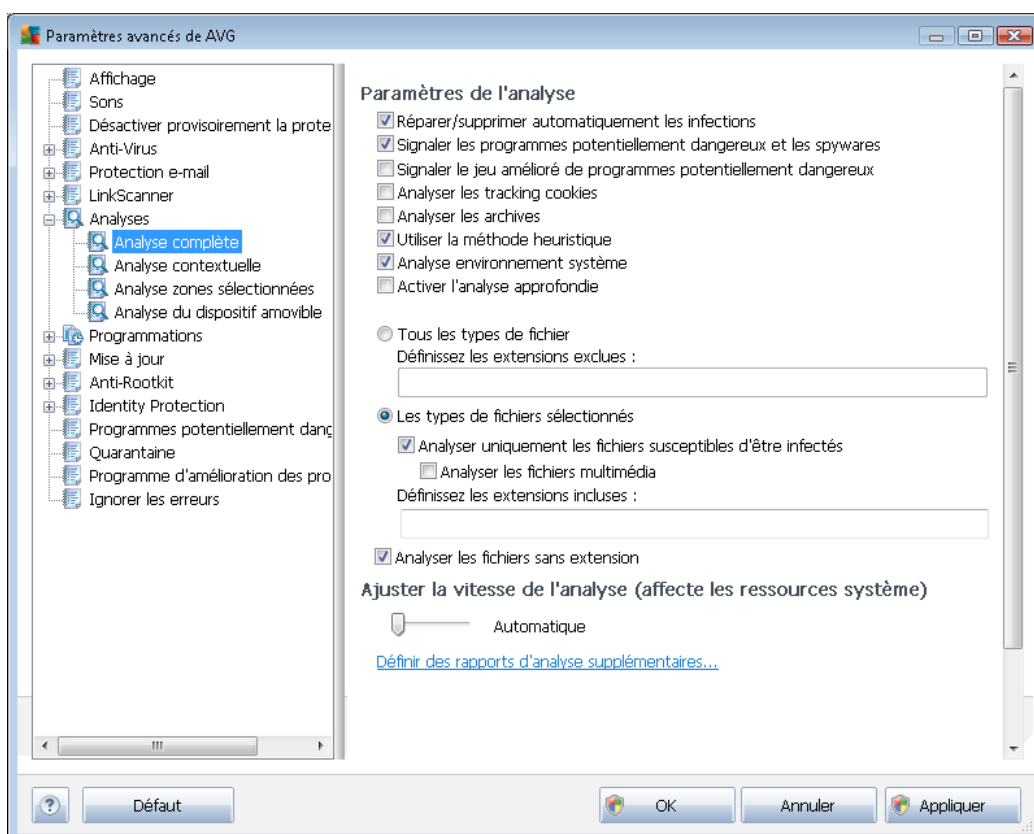 Paramètres avancés de AVG
Affichage
Sons
Désactiver provisoirement la prote
Anti-Virus
Protection e-mail
LinkScanner
Analyses
Analyse complète
Analyse contextuelle
Analyse zones sélectionnées
Analyse du dispositif amovible
Programmations
Mise à jour
Anti-Rootkit
Identity Protection
Programmes potentiellement dang
Quarantaine
Programme d'amélioration des pro
Ignorer les erreurs
Paramètres de l'analyse
Réparer/supprimer automatiquement les infections
Signaler les programmes potentiellement dangereux et les spywares
Signaler le jeu amélioré de programmes potentiellement dangereux
Analyser les tracking cookies
Analyser les archives
Utiliser la méthode heuristique
Analyse environnement système
Activer l'analyse approfondie
Tous les types de fichier
Définissez les extensions exclues :
Les types de fichiers sélectionnés
Analyser uniquement les fichiers susceptibles d'être infectés
Analyser les fichiers multimédia
Définissez les extensions incluses :
Analyser les fichiers sans extension
Ajuster la vitesse de l'analyse (affecte les ressources système)
Automatique
Définir des rapports d'analyse supplémentaires...
? Défaut OK Annuler Appliquer